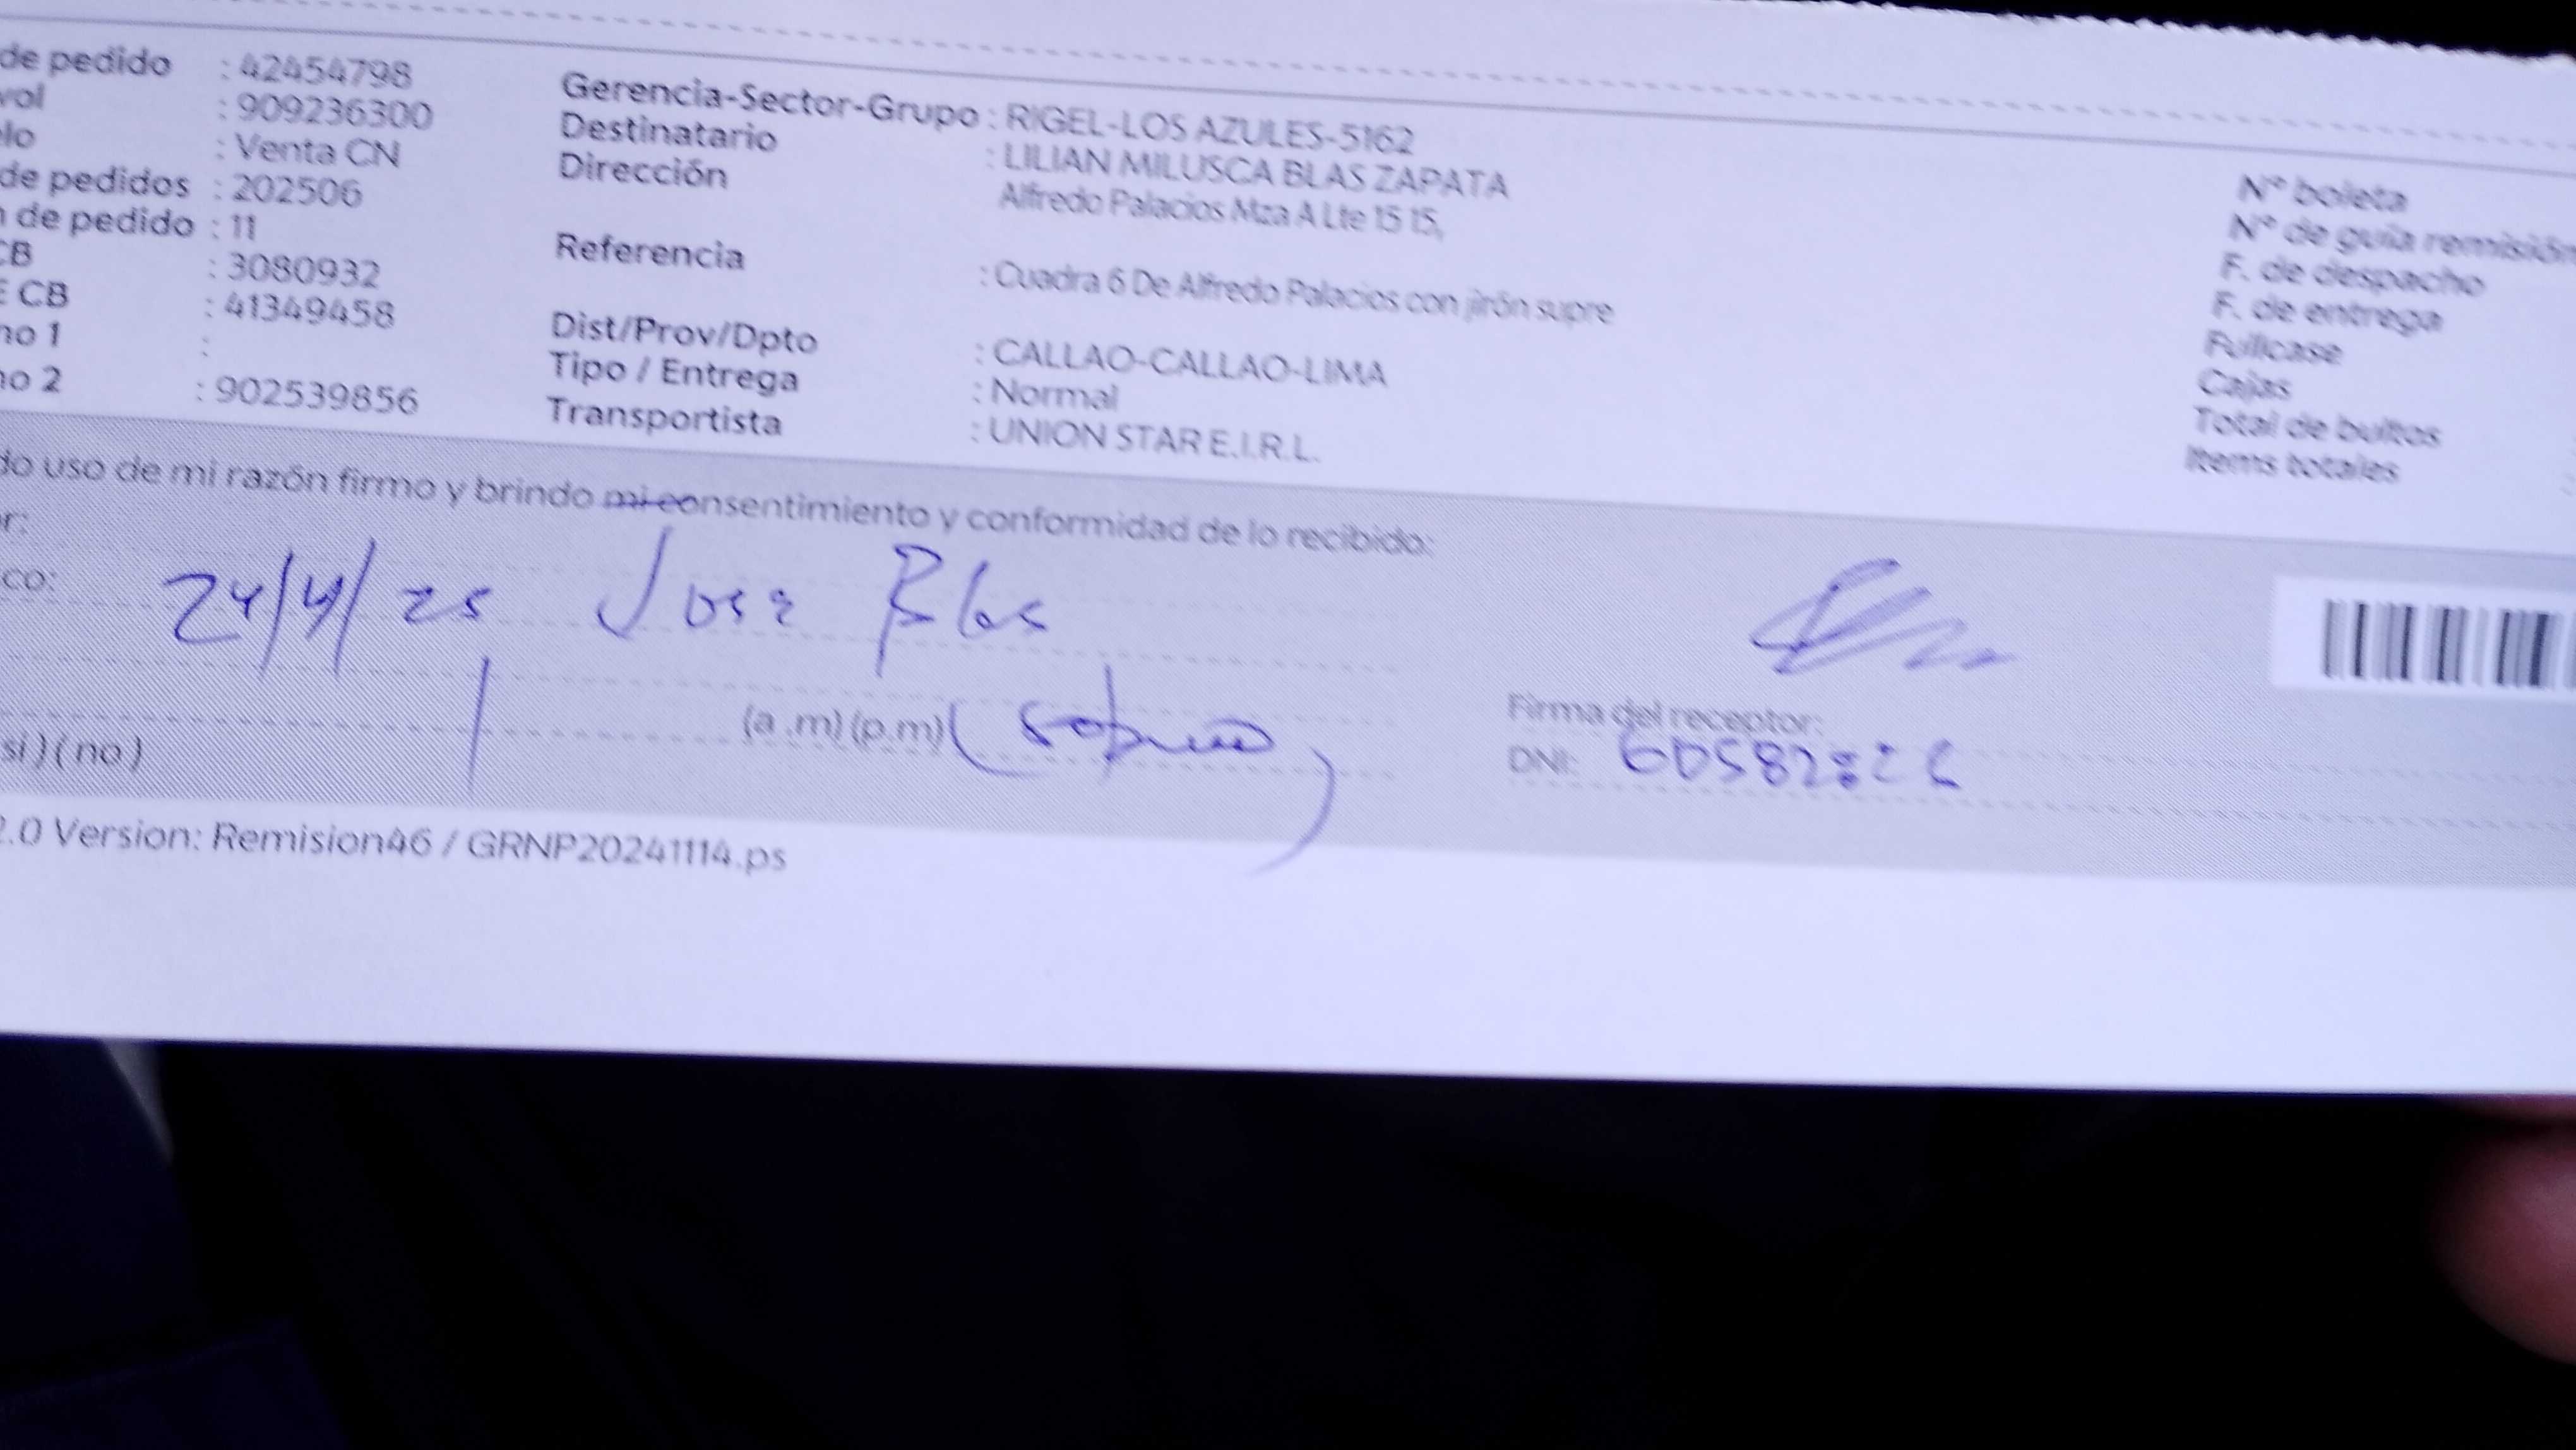 de pedido : 42454798
vol : 909236300
elo : Venta CN
de pedidos : 202506
n de pedido : 11
CB : 3080932
E CB : 41349458
no 1 :
no 2 : 902539856
Gerencia-Sector-Grupo : RIGEL-LOS AZULES-5162
Destinatario : LILIAN MILUSCA BLAS ZAPATA
Dirección Alfredo Palacios Mza A Lte 15 15,
Referencia : Cuadra 6 De Alfredo Palacios con jirón supre
Dist/Prov/Dpto : CALLAO-CALLAO-LIMA
Tipo / Entrega : Normal
Transportista : UNION STAR E.I.R.L.
N° boleta
N° de guía remisión
F. de despacho
F. de entrega
Fullcase
Cajas
Total de bultos
Items totales
do uso de mi razón firmo y brindo mi consentimiento y conformidad de lo recibido:
or:
co: 24/4/25 Jose Blas
(a .m) (p.m) (sobrino)
si ) ( no )
Firma del receptor:
DNI:
2.0 Version: Remision46 / GRNP20241114.ps